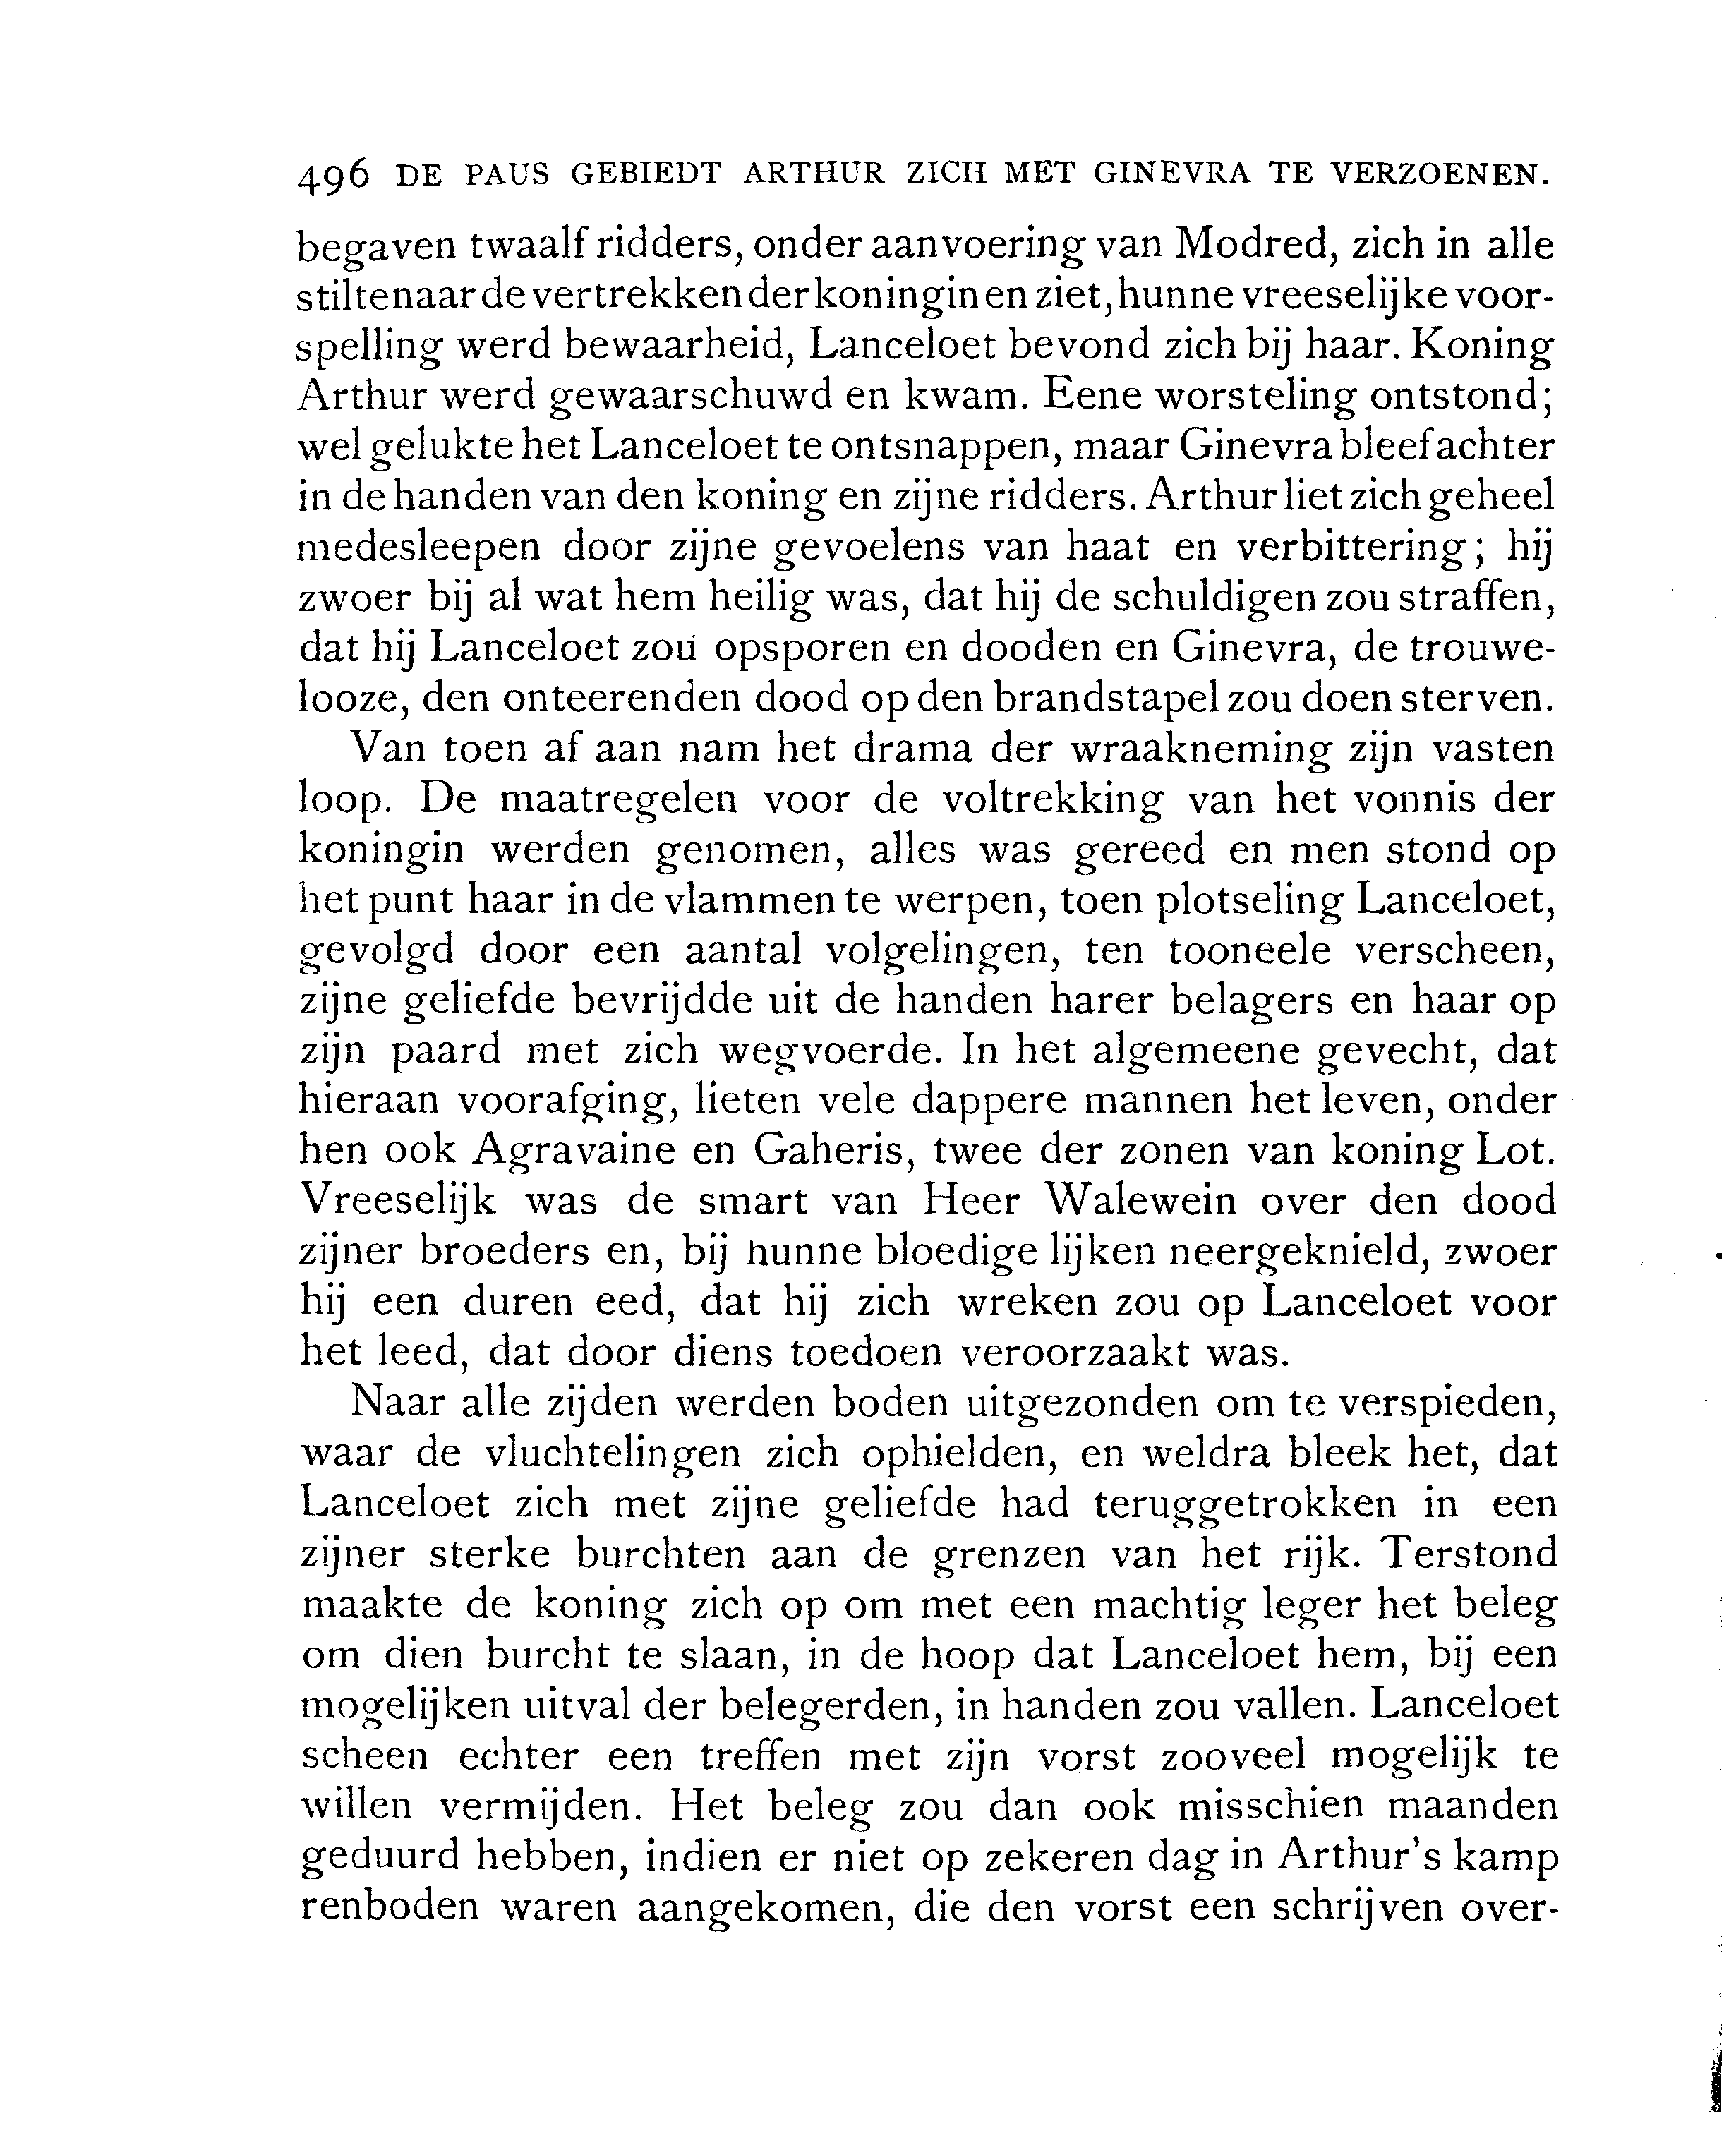 496 DE PAUS GEBIEDT ARTHUR ZICH MET GINEVRA TE VERZOENEN.
begaven twaalf ridders, onder aanvoering van Modred, zich in alle
stilte naar de vertrekken der koningin en ziet, hunne vreeselijke voor-
spelling werd bewaarheid, Lanceloet bevond zich bij haar. Koning
Arthur werd gewaarschuwd en kwam. Eene worsteling ontstond;
wel gelukte het Lanceloet te ontsnappen, maar Ginevra bleef achter
in de handen van den koning en zijne ridders. Arthur liet zich geheel
medesleepen door zijne gevoelens van haat en verbittering; hij
zwoer bij al wat hem heilig was, dat hij de schuldigen zou straffen,
dat hij Lanceloet zou opsporen en dooden en Ginevra, de trouwe-
looze, den onteerenden dood op den brandstapel zou doen sterven.
Van toen af aan nam het drama der wraakneming zijn vasten
loop. De maatregelen voor de voltrekking van het vonnis der
koningin werden genomen, alles was gereed en men stond op
het punt haar in de vlammen te werpen, toen plotseling Lanceloet,
gevolgd door een aantal volgelingen, ten tooneele verscheen,
zijne geliefde bevrijdde uit de handen harer belagers en haar op
zijn paard met zich wegvoerde. In het algemeene gevecht, dat
hieraan voorafging, lieten vele dappere mannen het leven, onder
hen ook Agravaine en Gaheris, twee der zonen van koning Lot.
Vreeselijk was de smart van Heer Walewein over den dood
zijner broeders en, bij hunne bloedige lijken neergeknield, zwoer
hij een duren eed, dat hij zich wreken zou op Lanceloet voor
het leed, dat door diens toedoen veroorzaakt was.
Naar alle zijden werden boden uitgezonden om te verspieden,
waar de vluchtelingen zich ophielden, en weldra bleek het, dat
Lanceloet zich met zijne geliefde had teruggetrokken in een
zijner sterke burchten aan de grenzen van het rijk. Terstond
maakte de koning zich op om met een machtig leger het beleg
om dien burcht te slaan, in de hoop dat Lanceloet hem, bij een
mogelijken uitval der belegerden, in handen zou vallen. Lanceloet
scheen echter een treffen met zijn vorst zooveel mogelijk te
willen vermijden. Het beleg zou dan ook misschien maanden
geduurd hebben, indien er niet op zekeren dag in Arthur's kamp
renboden waren aangekomen, die den vorst een schrijven over-